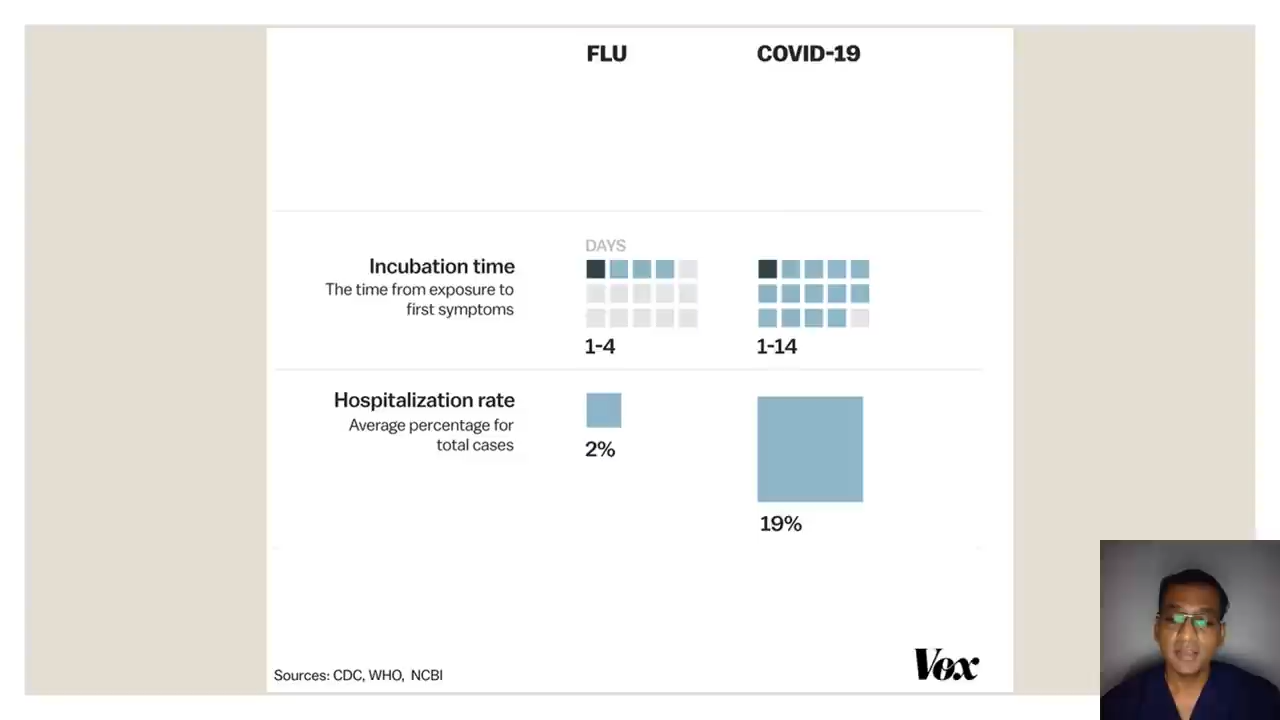 FLU COVID-19
DAYS
Incubation time
The time from exposure to
first symptoms
1-4 1-14
Hospitalization rate
Average percentage for
total cases
2%
19%
Sources: CDC, WHO, NCBI
Vox